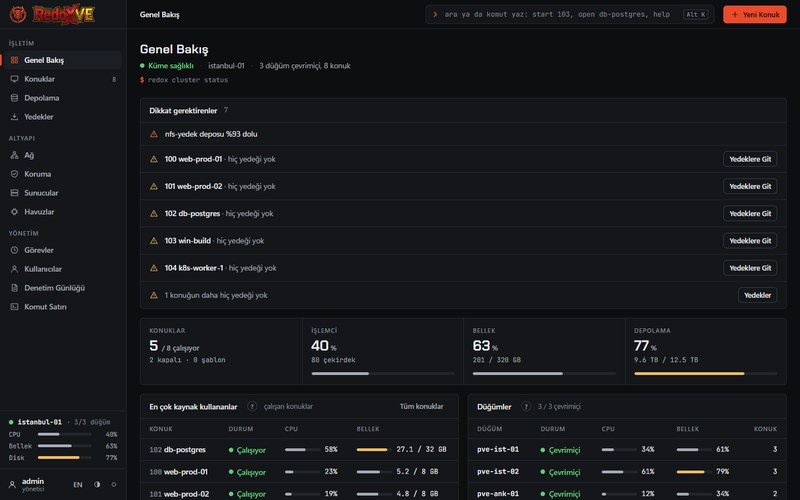 RedoXVE
Genel Bakış
ara ya da komut yaz: start 103, open db-postgres, help
Alt K
+ Yeni Konuk
İŞLETİM
Genel Bakış
Konuklar 8
Depolama
Yedekler
ALTYAPI
Ağ
Koruma
Sunucular
Havuzlar
YÖNETİM
Görevler
Kullanıcılar
Denetim Günlüğü
Komut Satırı
istanbul-01 · 3/3 düğüm
CPU 40%
Bellek 63%
Disk 77%
admin
yönetici
EN
Genel Bakış
Küme sağlıklı · istanbul-01 · 3 düğüm çevrimiçi, 8 konuk
$ redox cluster status
Dikkat gerektirenler 7
nfs-yedek deposu %93 dolu
100 web-prod-01 · hiç yedeği yok Yedeklere Git
101 web-prod-02 · hiç yedeği yok Yedeklere Git
102 db-postgres · hiç yedeği yok Yedeklere Git
103 win-build · hiç yedeği yok Yedeklere Git
104 k8s-worker-1 · hiç yedeği yok Yedeklere Git
1 konuğun daha hiç yedeği yok Yedekler
KONUKLAR
5 / 8 çalışıyor
2 kapalı · 0 şablon
İŞLEMCİ
40 %
80 çekirdek
BELLEK
63 %
201 / 320 GB
DEPOLAMA
77 %
9.6 TB / 12.5 TB
En çok kaynak kullananlar ? çalışan konuklar Tüm konuklar
KONUK DURUM CPU BELLEK
102 db-postgres Çalışıyor 58% 27.1 / 32 GB
100 web-prod-01 Çalışıyor 23% 5.2 / 8 GB
101 web-prod-02 Çalışıyor 19% 4.8 / 8 GB
Düğümler ? 3 / 3 çevrimiçi
DÜĞÜM DURUM CPU BELLEK KONUK
pve-ist-01 Çevrimiçi 34% 61% 3
pve-ist-02 Çevrimiçi 61% 79% 3
pve-ank-01 Çevrimiçi 12% 34% 2